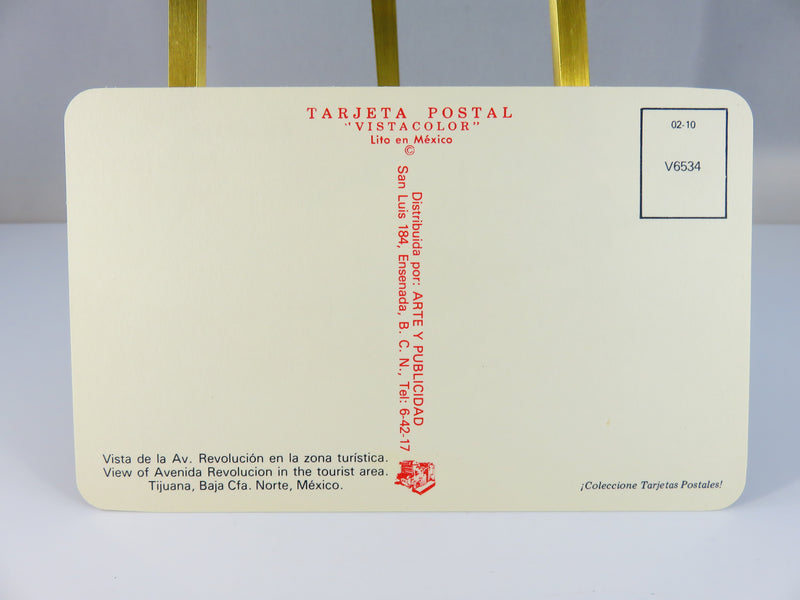 TARJETA POSTAL
"VISTACOLOR"
Lito en México
©
02-10
V6534
Distribuida por: ARTE Y PUBLICIDAD
San Luis 184, Ensenada, B. C. N., Tel: 6-42-17
Vista de la Av. Revolución en la zona turística.
View of Avenida Revolucion in the tourist area.
Tijuana, Baja Cfa. Norte, México.
¡Coleccione Tarjetas Postales!